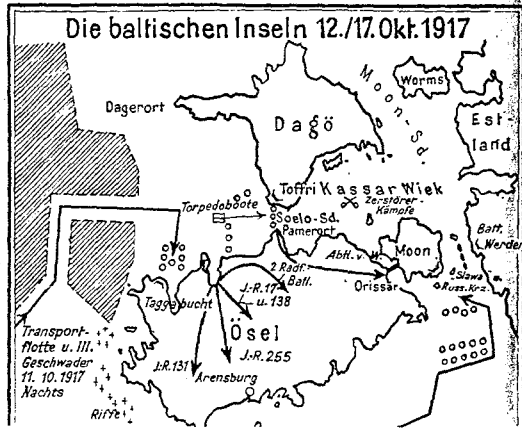 Die baltischen Inseln 12./17.Okt.1917
Dagerort
Dagö
Moon-Sd.
Worms
Est-
land
Toffri
Kassar Wiek
Zerstörer-
Kämpfe
Torpedoboote
Soelo-Sd.
Pamerort
Abtl. v. W.
Moon
Batt.
Werder
2 Radf.-
Batl.
Orissar
Slawa
Russ. Krz.
Taggabucht
J.-R. 17
u. 138
Ösel
J.-R. 131
J.-R. 255
Arensburg
Transport-
flotte u. III.
Geschwader
11. 10. 1917
Nachts
Riffe